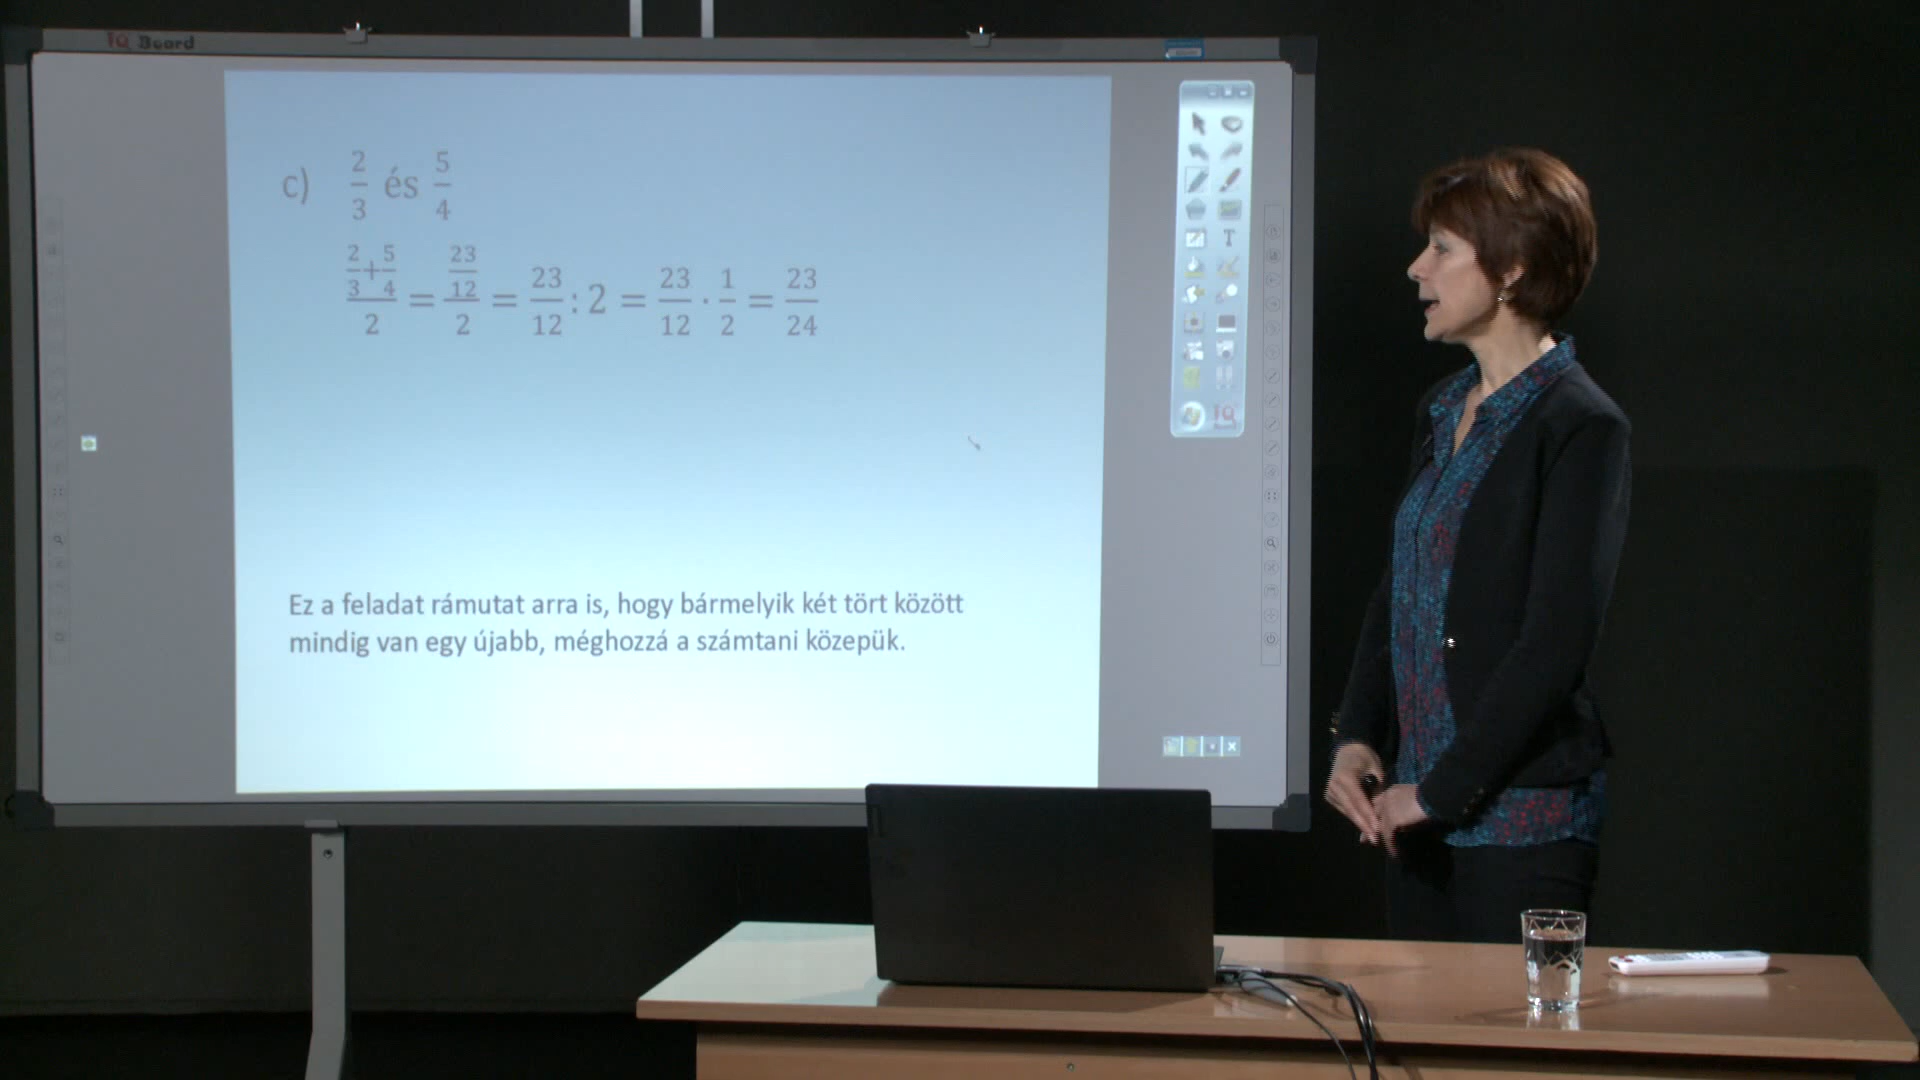 IQ Board
c) 2/3 és 5/4
(2/3+5/4)/2 = (23/12)/2 = 23/12 : 2 = 23/12 · 1/2 = 23/24
Ez a feladat rámutat arra is, hogy bármelyik két tört között
mindig van egy újabb, méghozzá a számtani közepük.
T
IQ